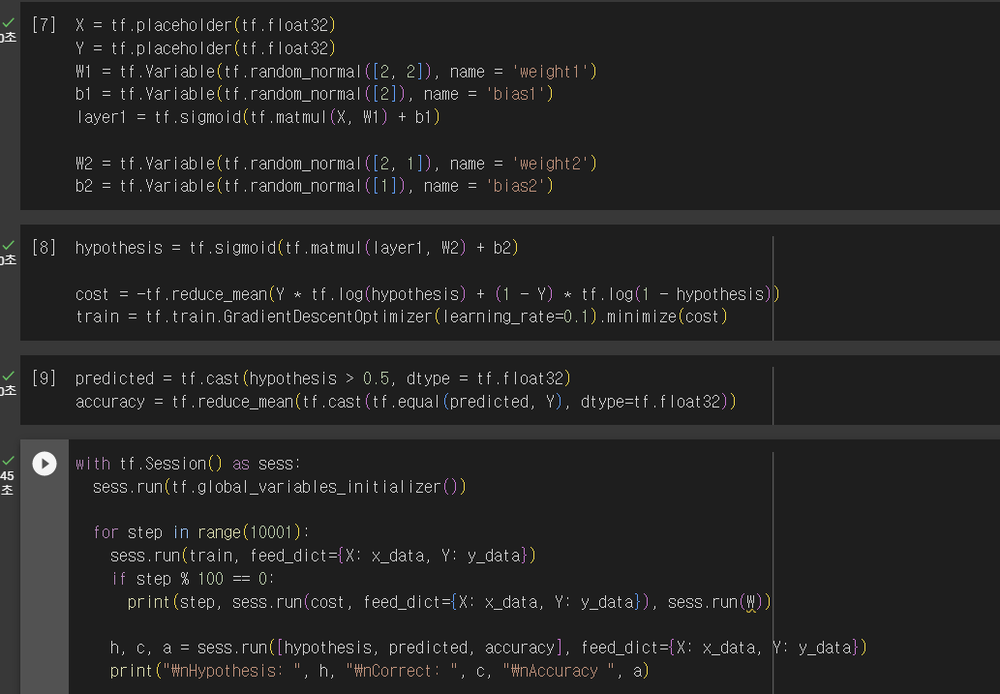 [7] X = tf.placeholder(tf.float32)
Y = tf.placeholder(tf.float32)
W1 = tf.Variable(tf.random_normal([2, 2]), name = 'weight1')
b1 = tf.Variable(tf.random_normal([2]), name = 'bias1')
layer1 = tf.sigmoid(tf.matmul(X, W1) + b1)
W2 = tf.Variable(tf.random_normal([2, 1]), name = 'weight2')
b2 = tf.Variable(tf.random_normal([1]), name = 'bias2')
초
[8] hypothesis = tf.sigmoid(tf.matmul(layer1, W2) + b2)
초
cost = -tf.reduce_mean(Y * tf.log(hypothesis) + (1 - Y) * tf.log(1 - hypothesis))
train = tf.train.GradientDescentOptimizer(learning_rate=0.1).minimize(cost)
[9] predicted = tf.cast(hypothesis > 0.5, dtype = tf.float32)
초
accuracy = tf.reduce_mean(tf.cast(tf.equal(predicted, Y), dtype=tf.float32))
45
초
with tf.Session() as sess:
sess.run(tf.global_variables_initializer())
for step in range(10001):
sess.run(train, feed_dict={X: x_data, Y: y_data})
if step % 100 == 0:
print(step, sess.run(cost, feed_dict={X: x_data, Y: y_data}), sess.run(W))
h, c, a = sess.run([hypothesis, predicted, accuracy], feed_dict={X: x_data, Y: y_data})
print("₩nHypothesis: ", h, "₩nCorrect: ", c, "₩nAccuracy ", a)